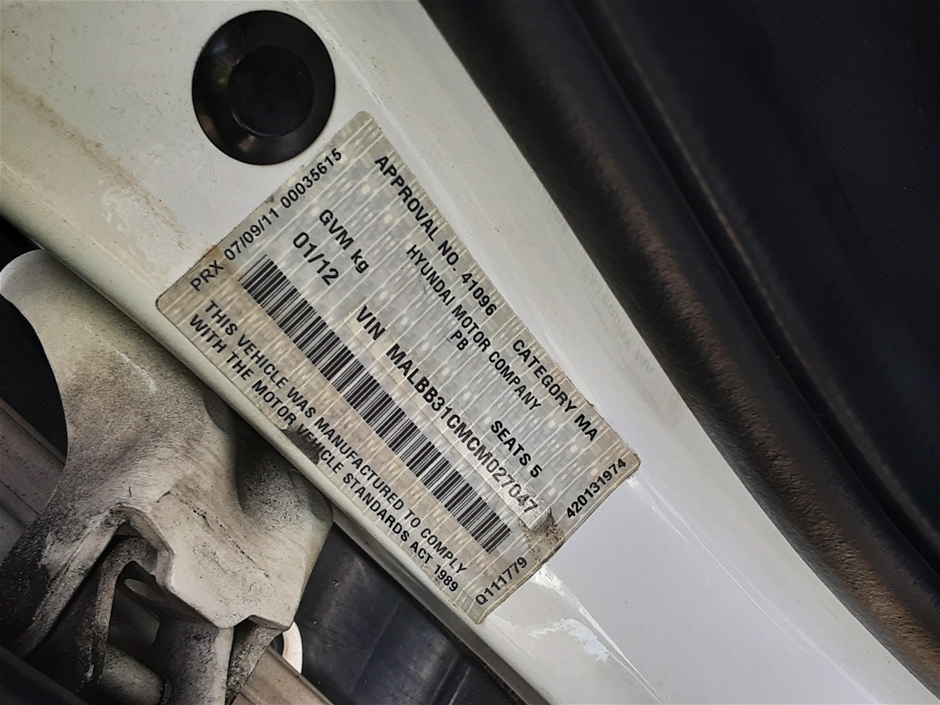 PRX 07/09/11 00035615
APPROVAL NO. 41096 CATEGORY MA
HYUNDAI MOTOR COMPANY
GVM kg PB SEATS 5
01/12 VIN MALBB31CMCM027047
THIS VEHICLE WAS MANUFACTURED TO COMPLY
WITH THE MOTOR VEHICLE STANDARDS ACT 1989
420131974
Q111779